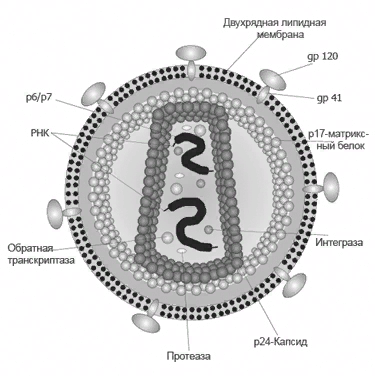 Двухрядная липидная
мембрана
gp 120
gp 41
p6/p7
РНК
p17-матрикс-
ный белок
Обратная
транскриптаза
Интеграза
Протеаза
p24-Капсид